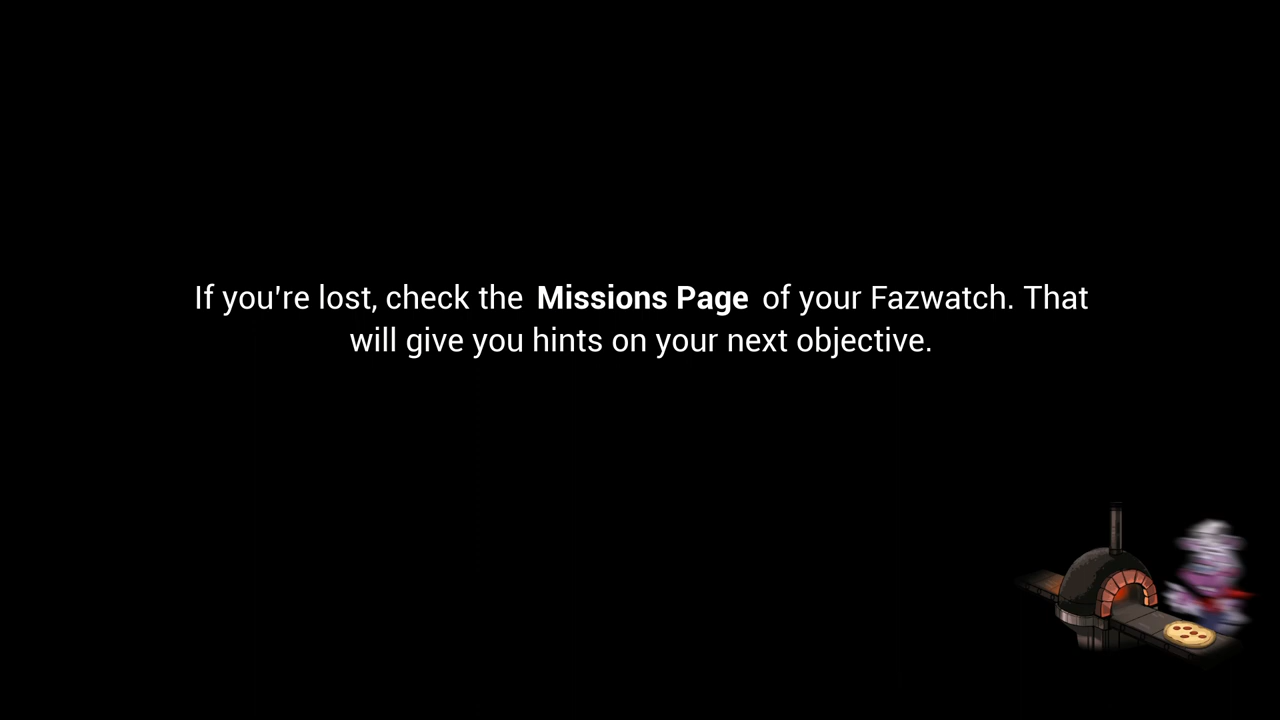 If you're lost, check the Missions Page of your Fazwatch. That
will give you hints on your next objective.